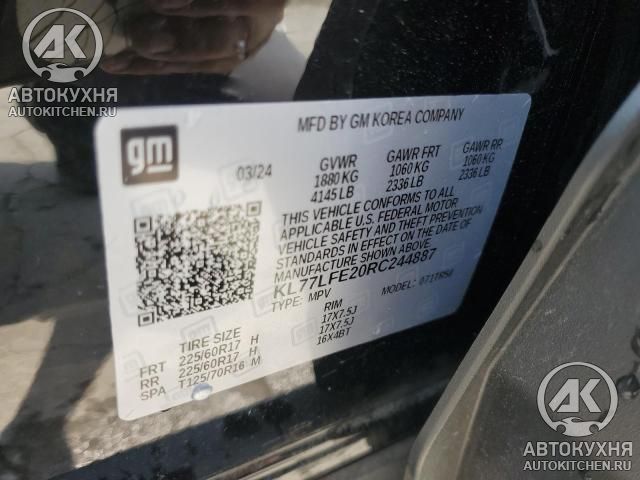 AK
АВТОКУХНЯ
AUTOKITCHEN.RU
gm
MFD BY GM KOREA COMPANY
03/24 GVWR GAWR FRT GAWR RR
1880 KG 1060 KG 1060 KG
4145 LB 2336 LB 2336 LB
THIS VEHICLE CONFORMS TO ALL
APPLICABLE U.S. FEDERAL MOTOR
VEHICLE SAFETY AND THEFT PREVENTION
STANDARDS IN EFFECT ON THE DATE OF
MANUFACTURE SHOWN ABOVE.
KL77LFE20RC244887
TYPE: MPV MODEL: 071TR58
TIRE SIZE RIM
FRT 225/60R17 H 17X7.5J
RR 225/60R17 H 17X7.5J
SPA T125/70R16 M 16X4BT
AK
АВТОКУХНЯ
AUTOKITCHEN.RU